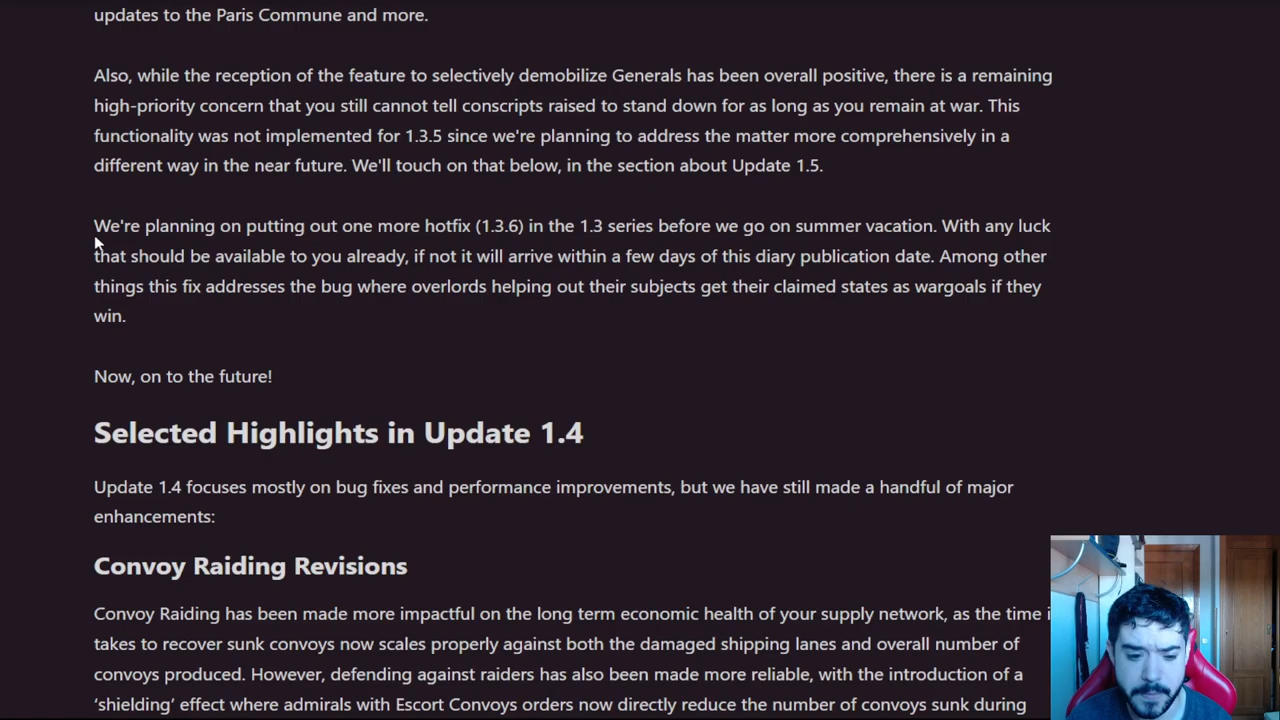 updates to the Paris Commune and more.
Also, while the reception of the feature to selectively demobilize Generals has been overall positive, there is a remaining
high-priority concern that you still cannot tell conscripts raised to stand down for as long as you remain at war. This
functionality was not implemented for 1.3.5 since we're planning to address the matter more comprehensively in a
different way in the near future. We'll touch on that below, in the section about Update 1.5.
We're planning on putting out one more hotfix (1.3.6) in the 1.3 series before we go on summer vacation. With any luck
that should be available to you already, if not it will arrive within a few days of this diary publication date. Among other
things this fix addresses the bug where overlords helping out their subjects get their claimed states as wargoals if they
win.
Now, on to the future!
Selected Highlights in Update 1.4
Update 1.4 focuses mostly on bug fixes and performance improvements, but we have still made a handful of major
enhancements:
Convoy Raiding Revisions
Convoy Raiding has been made more impactful on the long term economic health of your supply network, as the time
takes to recover sunk convoys now scales properly against both the damaged shipping lanes and overall number of
convoys produced. However, defending against raiders has also been made more reliable, with the introduction of a
‘shielding’ effect where admirals with Escort Convoys orders now directly reduce the number of convoys sunk during